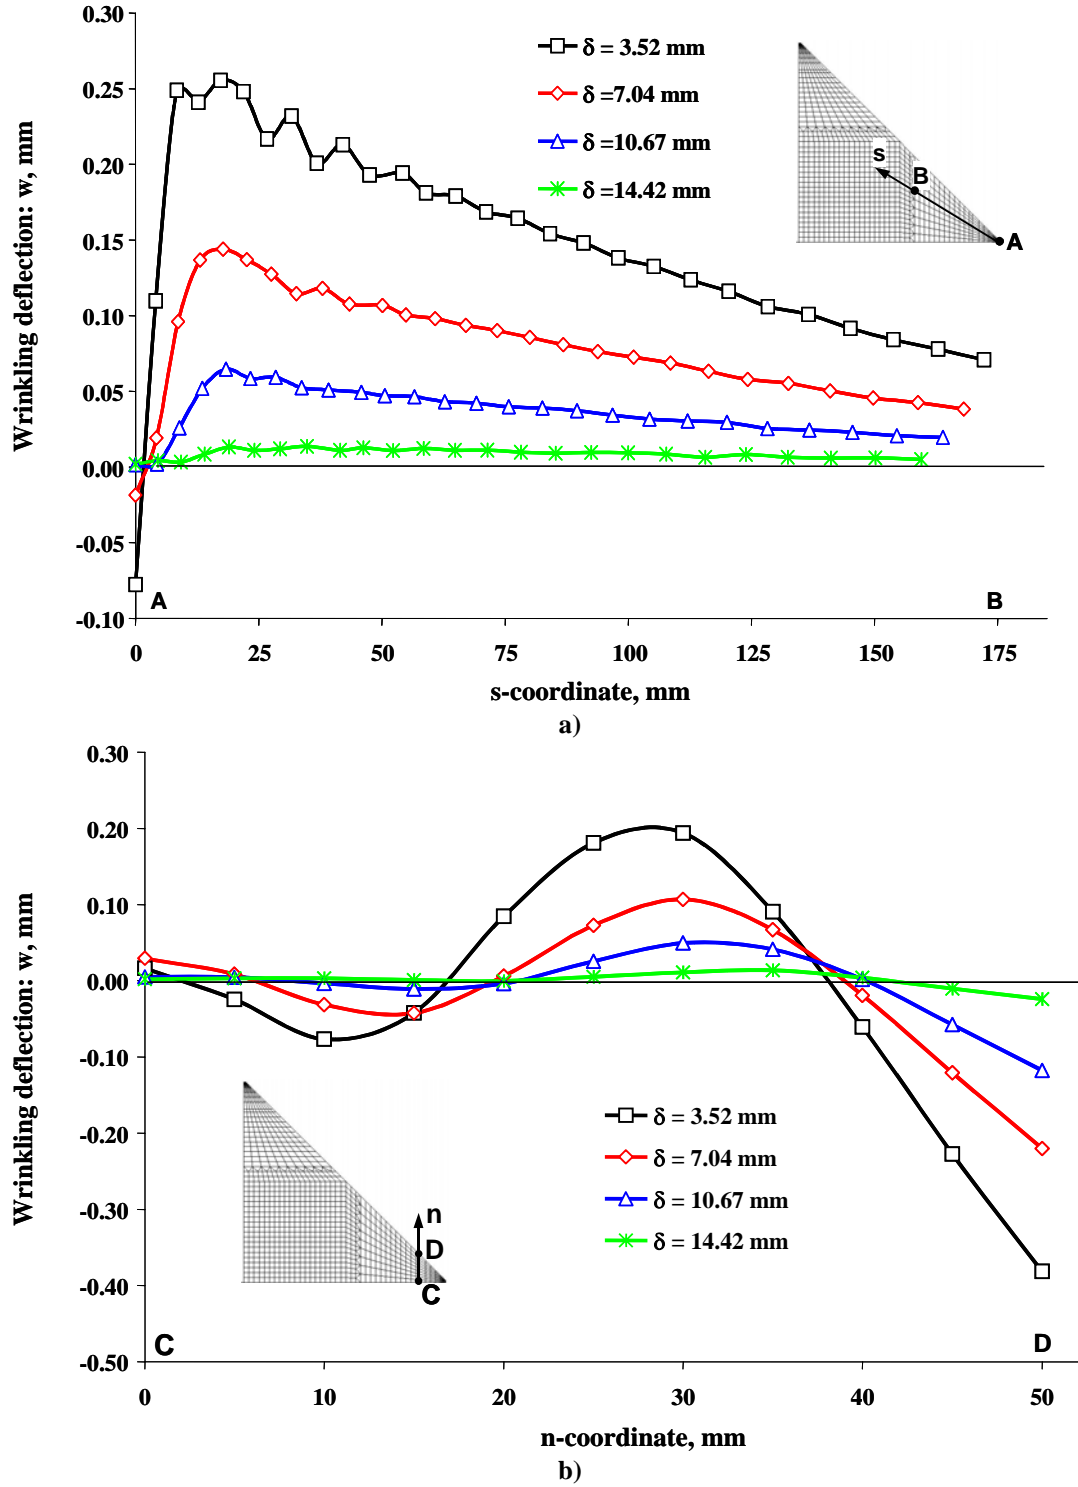 0.30
0.25
0.20
0.15
0.10
0.05
0.00
-0.05
-0.10
Wrinkling deflection: w, mm
δ = 3.52 mm
δ =7.04 mm
δ =10.67 mm
δ =14.42 mm
s
B
A
A
B
0 25 50 75 100 125 150 175
s-coordinate, mm
a)
0.30
0.20
0.10
0.00
-0.10
-0.20
-0.30
-0.40
-0.50
Wrinkling deflection: w, mm
δ = 3.52 mm
δ = 7.04 mm
δ = 10.67 mm
δ = 14.42 mm
n
D
C
C
D
0 10 20 30 40 50
n-coordinate, mm
b)